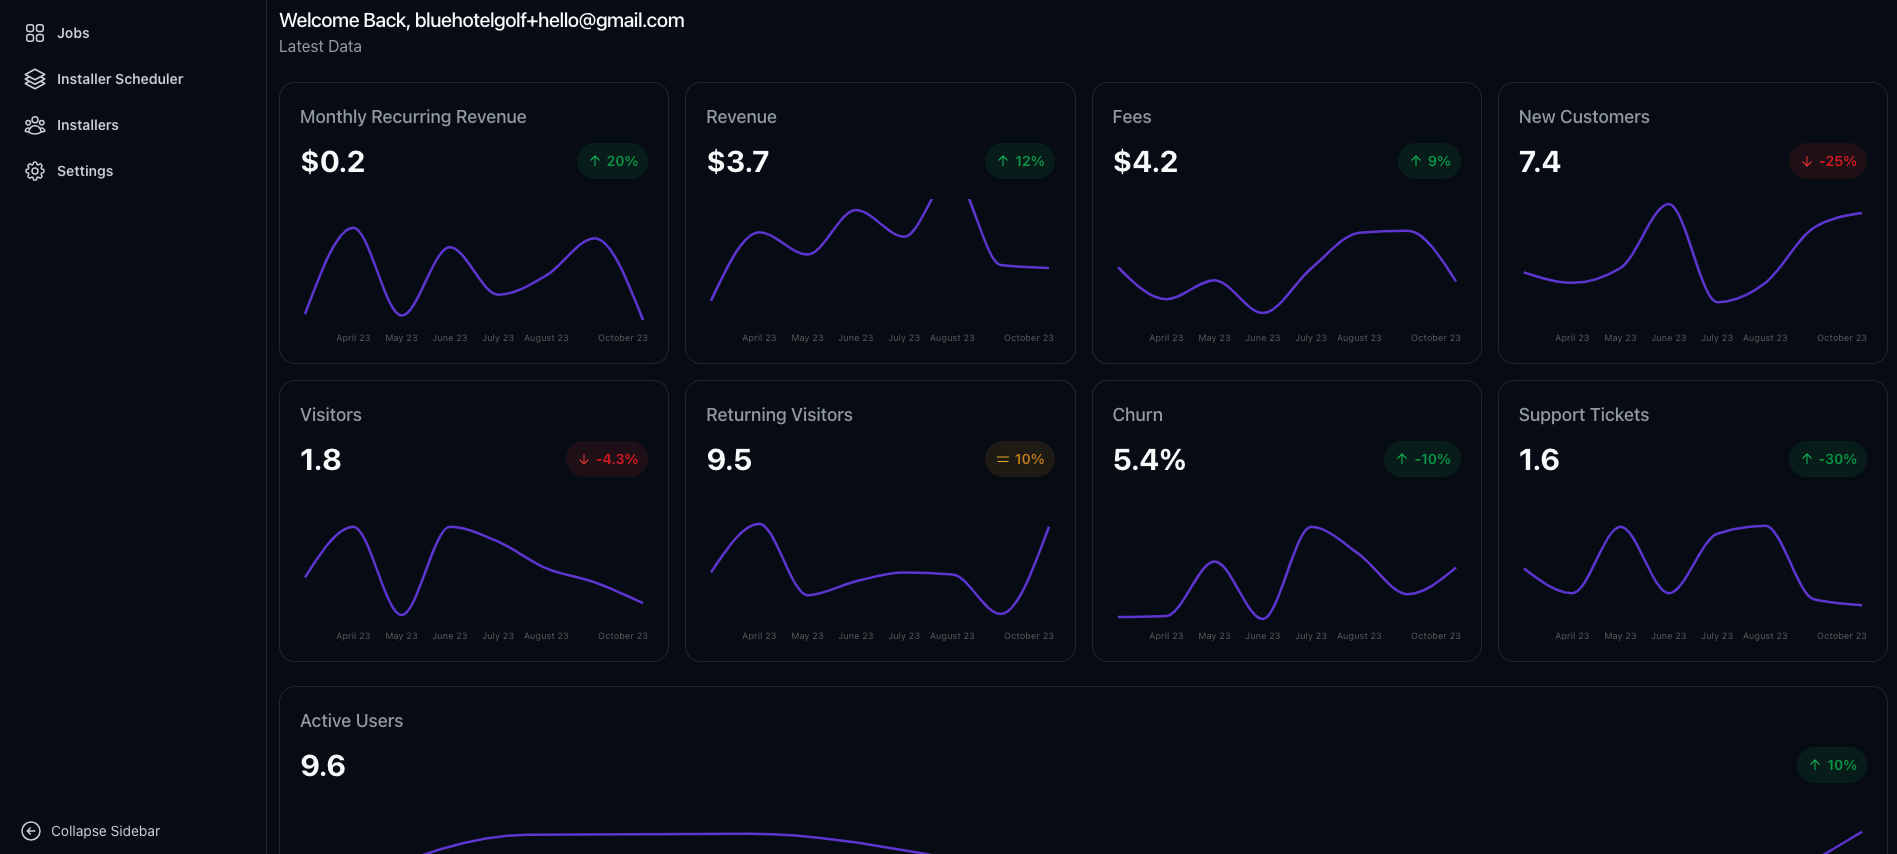 Jobs
Installer Scheduler
Installers
Settings
Collapse Sidebar
Welcome Back, bluehotelgolf+hello@gmail.com
Latest Data
Monthly Recurring Revenue
$0.2
20%
April 23 May 23 June 23 July 23 August 23 October 23
Revenue
$3.7
12%
April 23 May 23 June 23 July 23 August 23 October 23
Fees
$4.2
9%
April 23 May 23 June 23 July 23 August 23 October 23
New Customers
7.4
-25%
April 23 May 23 June 23 July 23 August 23 October 23
Visitors
1.8
-4.3%
April 23 May 23 June 23 July 23 August 23 October 23
Returning Visitors
9.5
10%
April 23 May 23 June 23 July 23 August 23 October 23
Churn
5.4%
-10%
April 23 May 23 June 23 July 23 August 23 October 23
Support Tickets
1.6
-30%
April 23 May 23 June 23 July 23 August 23 October 23
Active Users
9.6
10%